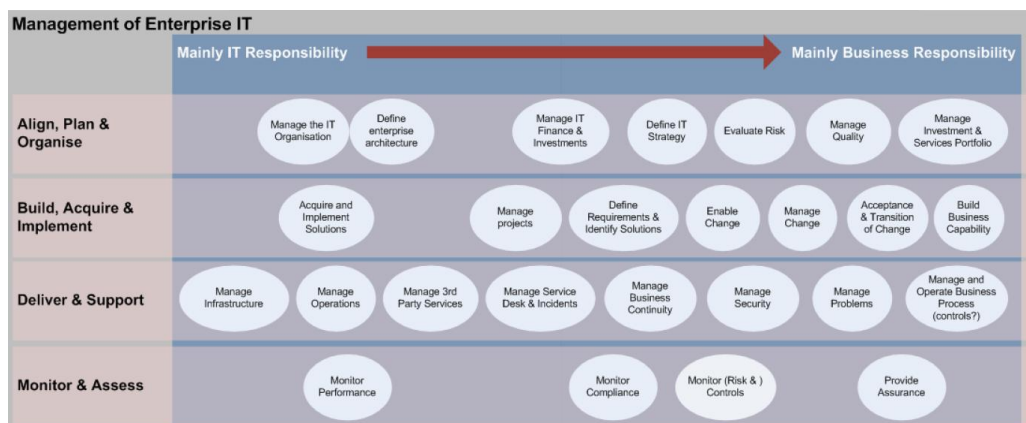 Management of Enterprise IT
Mainly IT Responsibility
Mainly Business Responsibility
Align, Plan &
Organise
Manage the IT
Organisation
Define
enterprise
architecture
Manage IT
Finance &
Investments
Define IT
Strategy
Evaluate Risk
Manage
Quality
Manage
Investment &
Services Portfolio
Build, Acquire &
Implement
Acquire and
Implement
Solutions
Manage
projects
Define
Requirements &
Identify Solutions
Enable
Change
Manage
Change
Acceptance
& Transition
of Change
Build
Business
Capability
Deliver & Support
Manage
Infrastructure
Manage
Operations
Manage 3rd
Party Services
Manage Service
Desk & Incidents
Manage
Business
Continuity
Manage
Security
Manage
Problems
Manage and
Operate Business
Process
(controls?)
Monitor & Assess
Monitor
Performance
Monitor
Compliance
Monitor (Risk & )
Controls
Provide
Assurance